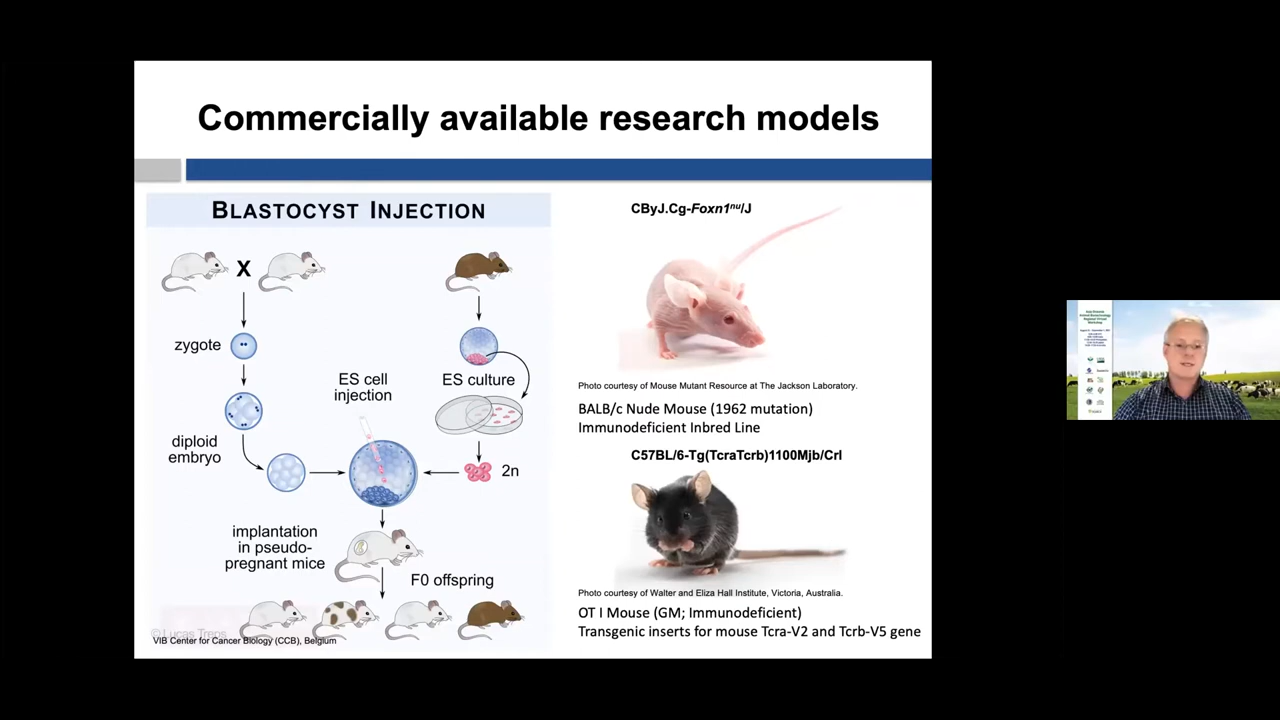 Commercially available research models
BLASTOCYST INJECTION
X
zygote
diploid
embryo
ES cell
injection
ES culture
2n
implantation
in pseudo-
pregnant mice
F0 offspring
© Lucas Treps
VIB Center for Cancer Biology (CCB), Belgium
CByJ.Cg-Foxn1ⁿᵘ/J
Photo courtesy of Mouse Mutant Resource at The Jackson Laboratory.
BALB/c Nude Mouse (1962 mutation)
Immunodeficient Inbred Line
C57BL/6-Tg(TcraTcrb)1100Mjb/Crl
Photo courtesy of Walter and Eliza Hall Institute, Victoria, Australia.
OT I Mouse (GM; Immunodeficient)
Transgenic inserts for mouse Tcra-V2 and Tcrb-V5 gene